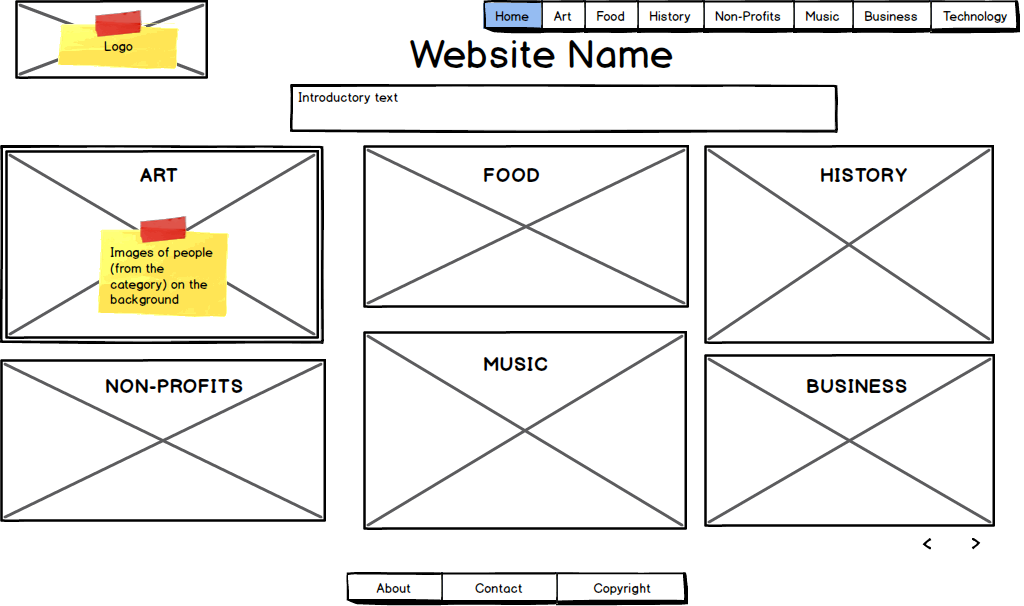 Logo
Home Art Food History Non-Profits Music Business Technology
Website Name
Introductory text
ART
Images of people
(from the
category) on the
background
FOOD
HISTORY
NON-PROFITS
MUSIC
BUSINESS
< >
About Contact Copyright